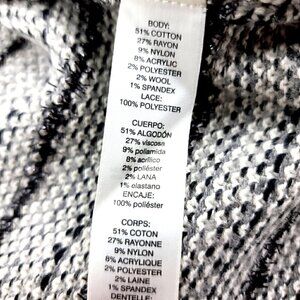 BODY:
51% COTTON
27% RAYON
9% NYLON
8% ACRYLIC
2% POLYESTER
2% WOOL
1% SPANDEX
LACE:
100% POLYESTER
CUERPO:
51% ALGODÓN
27% viscosa
9% poliamida
8% acrílico
2% poliéster
2% LANA
1% elastano
ENCAJE:
100% poliéster
CORPS:
51% COTON
27% RAYONNE
9% NYLON
8% ACRYLIQUE
2% POLYESTER
2% LAINE
1% SPANDEX
DENTELLE: